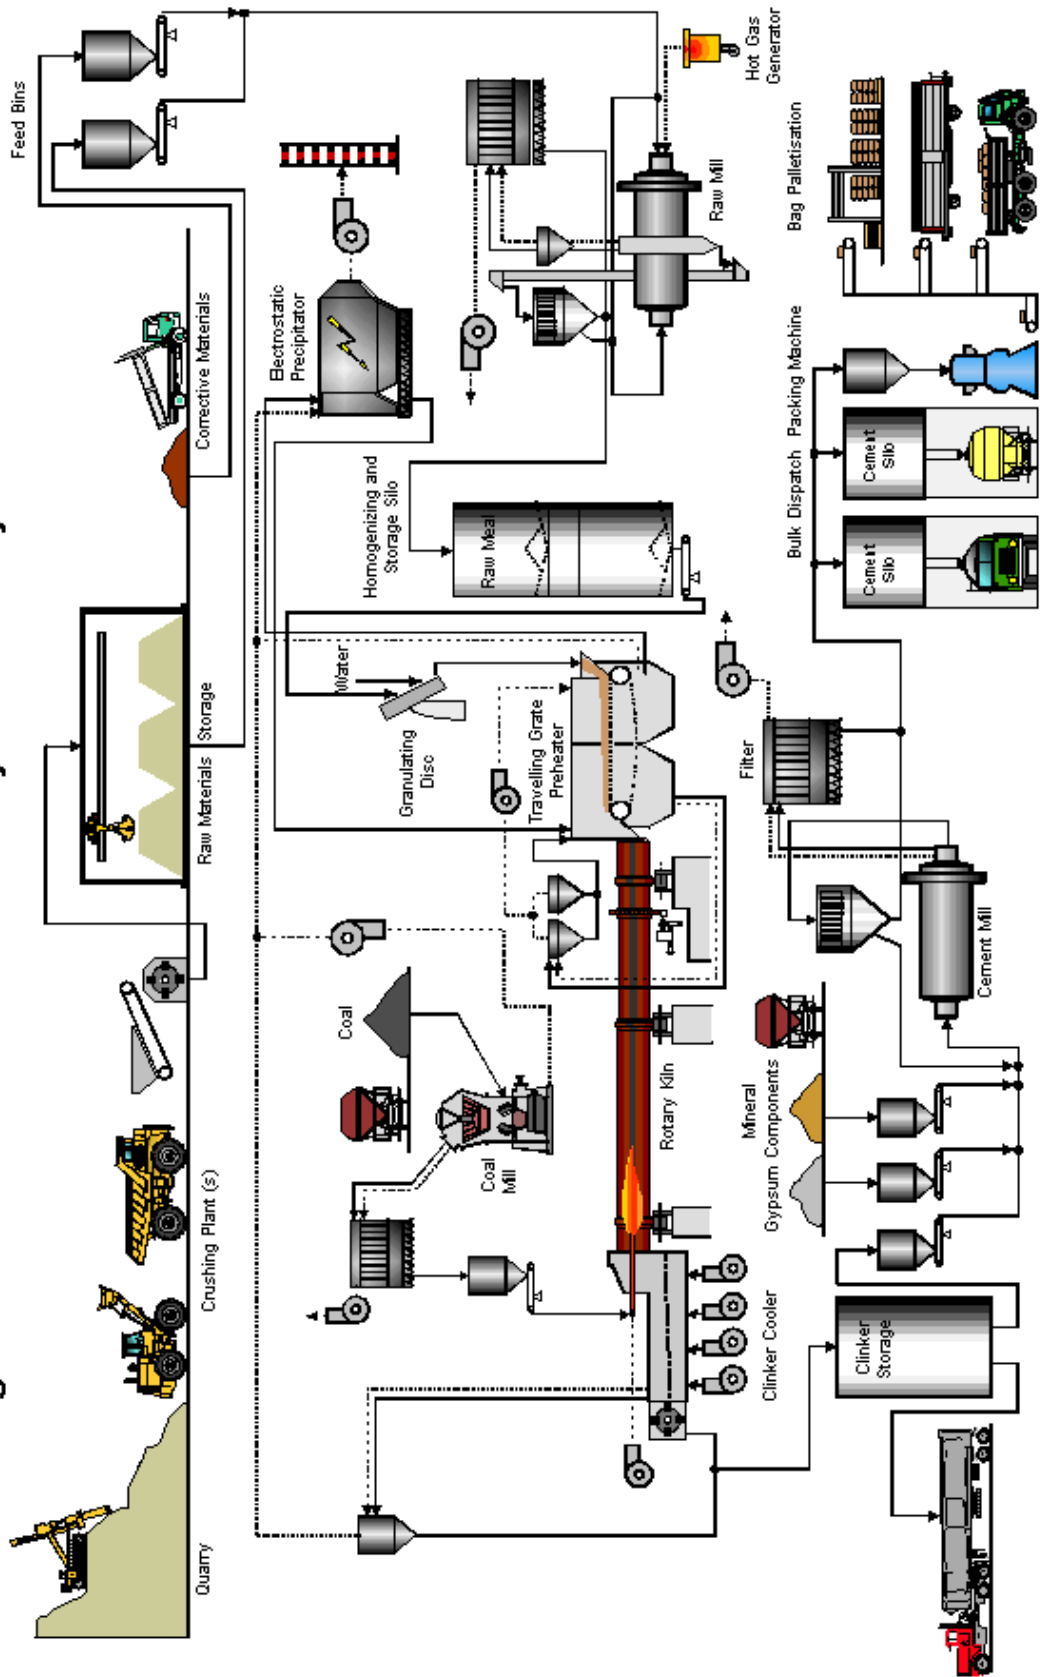 Quarry
Crushing Plant (s)
Raw Materials
Storage
Corrective Materials
Feed Bins
Coal
Coal
Mill
Water
Granulating
Disc
Travelling Grate
Preheater
Homogenizing and
Storage Silo
Raw Meal
Electrostatic
Precipitator
Raw Mill
Hot Gas
Generator
Clinker Cooler
Rotary Kiln
Clinker
Storage
Mineral
Gypsum Components
Cement Mill
Filter
Cement
Silo
Cement
Silo
Bulk Dispatch
Packing Machine
Bag Palletisation